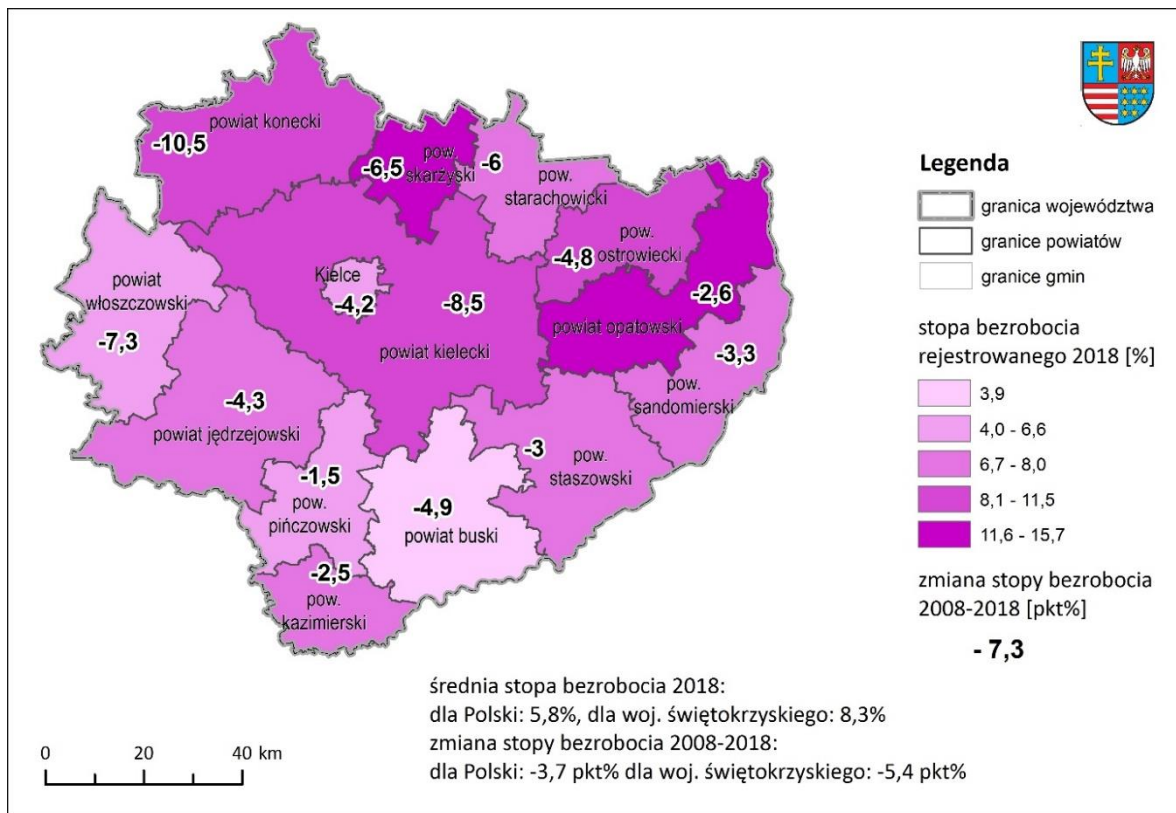 powiat konecki
-10,5
-6,5
pow.
skarżyski
-6
pow.
starachowicki
pow.
ostrowiecki
-4,8
-2,6
powiat opatowski
-3,3
pow.
sandomierski
Kielce
-4,2
-8,5
powiat kielecki
powiat
włoszczowski
-7,3
-4,3
powiat jędrzejowski
-1,5
pow.
pińczowski
-4,9
powiat buski
-3
pow.
staszowski
-2,5
pow.
kazimierski
Legenda
granica województwa
granice powiatów
granice gmin
stopa bezrobocia
rejestrowanego 2018 [%]
3,9
4,0 - 6,6
6,7 - 8,0
8,1 - 11,5
11,6 - 15,7
zmiana stopy bezrobocia
2008-2018 [pkt%]
- 7,3
średnia stopa bezrobocia 2018:
dla Polski: 5,8%, dla woj. świętokrzyskiego: 8,3%
zmiana stopy bezrobocia 2008-2018:
dla Polski: -3,7 pkt% dla woj. świętokrzyskiego: -5,4 pkt%
0 20 40 km